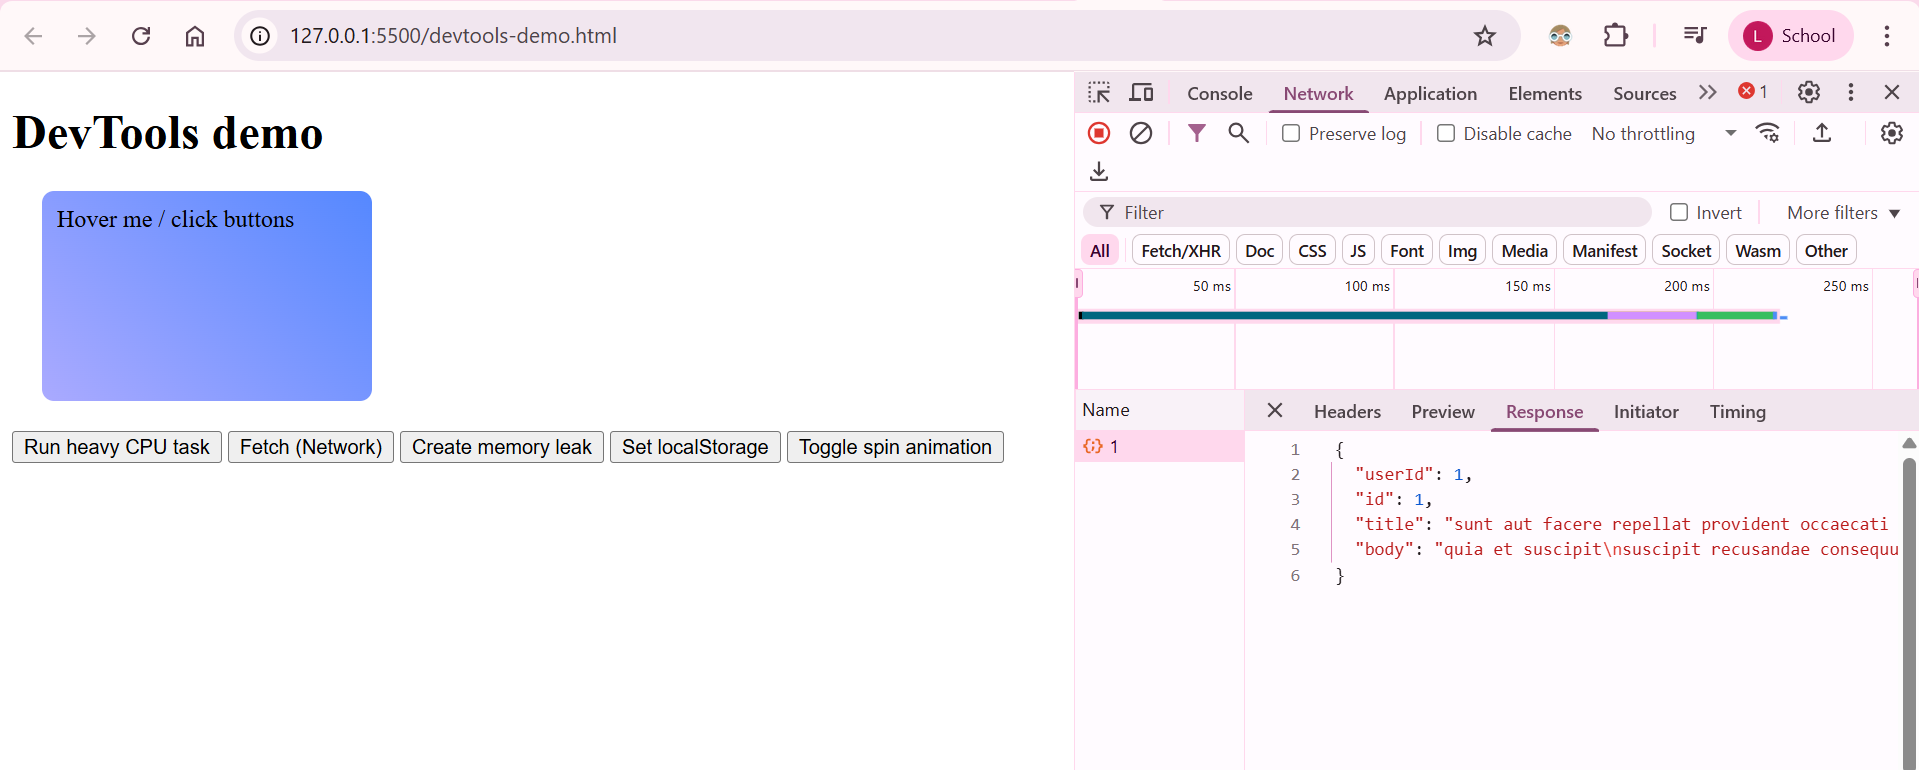 127.0.0.1:5500/devtools-demo.html
L School
DevTools demo
Hover me / click buttons
Run heavy CPU task Fetch (Network) Create memory leak Set localStorage Toggle spin animation
Console Network Application Elements Sources 1
Preserve log Disable cache No throttling
Filter Invert More filters
All Fetch/XHR Doc CSS JS Font Img Media Manifest Socket Wasm Other
50 ms 100 ms 150 ms 200 ms 250 ms
Name Headers Preview Response Initiator Timing
{;} 1
1 {
2 "userId": 1,
3 "id": 1,
4 "title": "sunt aut facere repellat provident occaecati
5 "body": "quia et suscipit\nsuscipit recusandae consequu
6 }